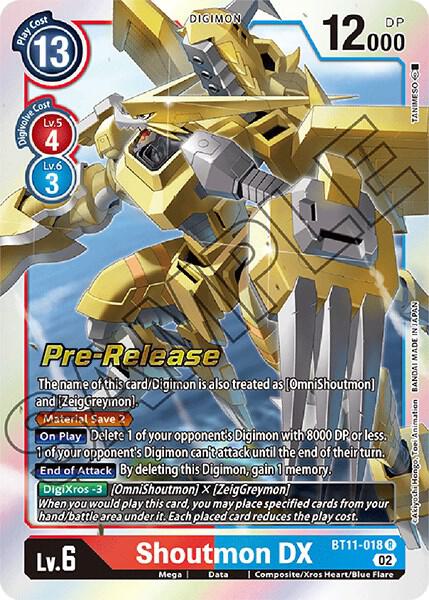 Play Cost
13
DIGIMON
12000
DP
Digivolve Cost
Lv.5
4
Lv.6
3
TANIMESO
SAMPLE
Pre-Release
The name of this card/Digimon is also treated as [OmniShoutmon]
and [ZeigGreymon].
Material Save 2
On Play Delete 1 of your opponent's Digimon with 8000 DP or less.
1 of your opponent's Digimon can't attack until the end of their turn.
End of Attack By deleting this Digimon, gain 1 memory.
DigiXros -3 [OmniShoutmon] × [ZeigGreymon]
When you would play this card, you may place specified cards from your
hand/battle area under it. Each placed card reduces the play cost.
©Akiyoshi Hongo, Toei Animation
BANDAI MADE IN JAPAN
Lv.6
Shoutmon DX
BT11-018 R
02
Mega | Data | Composite/Xros Heart/Blue Flare